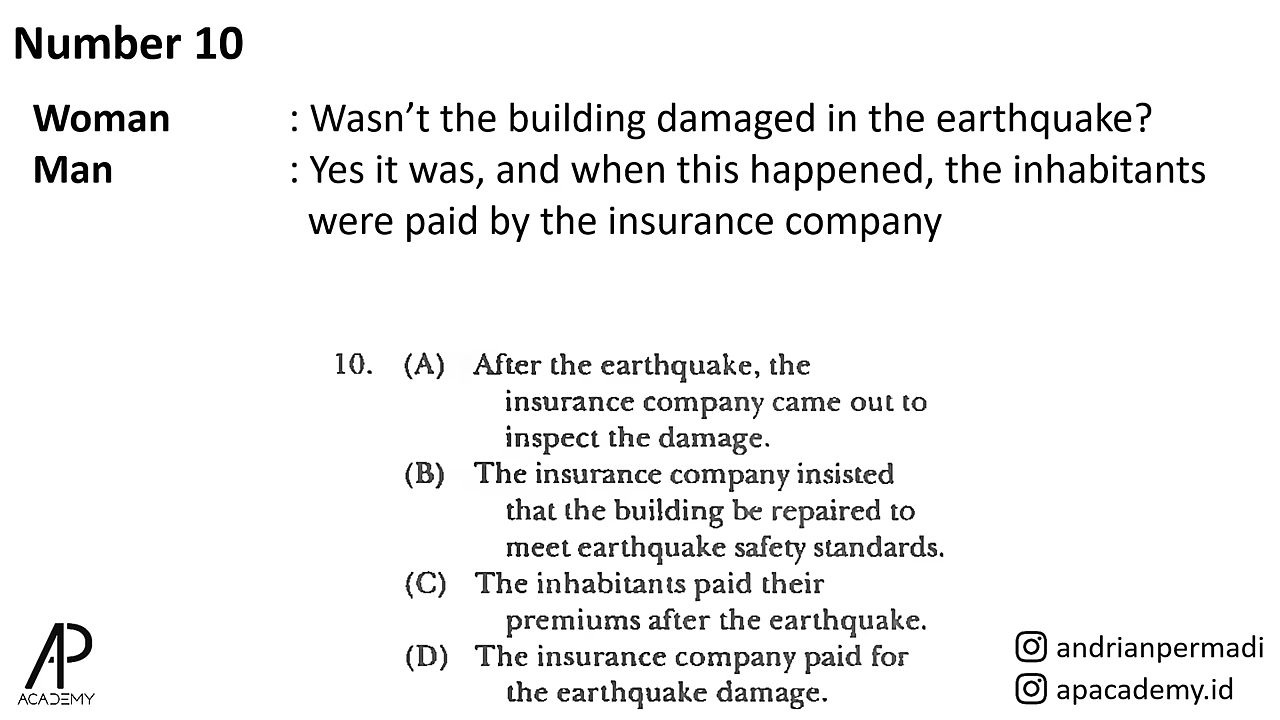 Number 10
Woman : Wasn't the building damaged in the earthquake?
Man : Yes it was, and when this happened, the inhabitants
were paid by the insurance company
10. (A) After the earthquake, the
insurance company came out to
inspect the damage.
(B) The insurance company insisted
that the building be repaired to
meet earthquake safety standards.
(C) The inhabitants paid their
premiums after the earthquake.
(D) The insurance company paid for
the earthquake damage.
AP
ACADEMY
andrianpermadi
apacademy.id